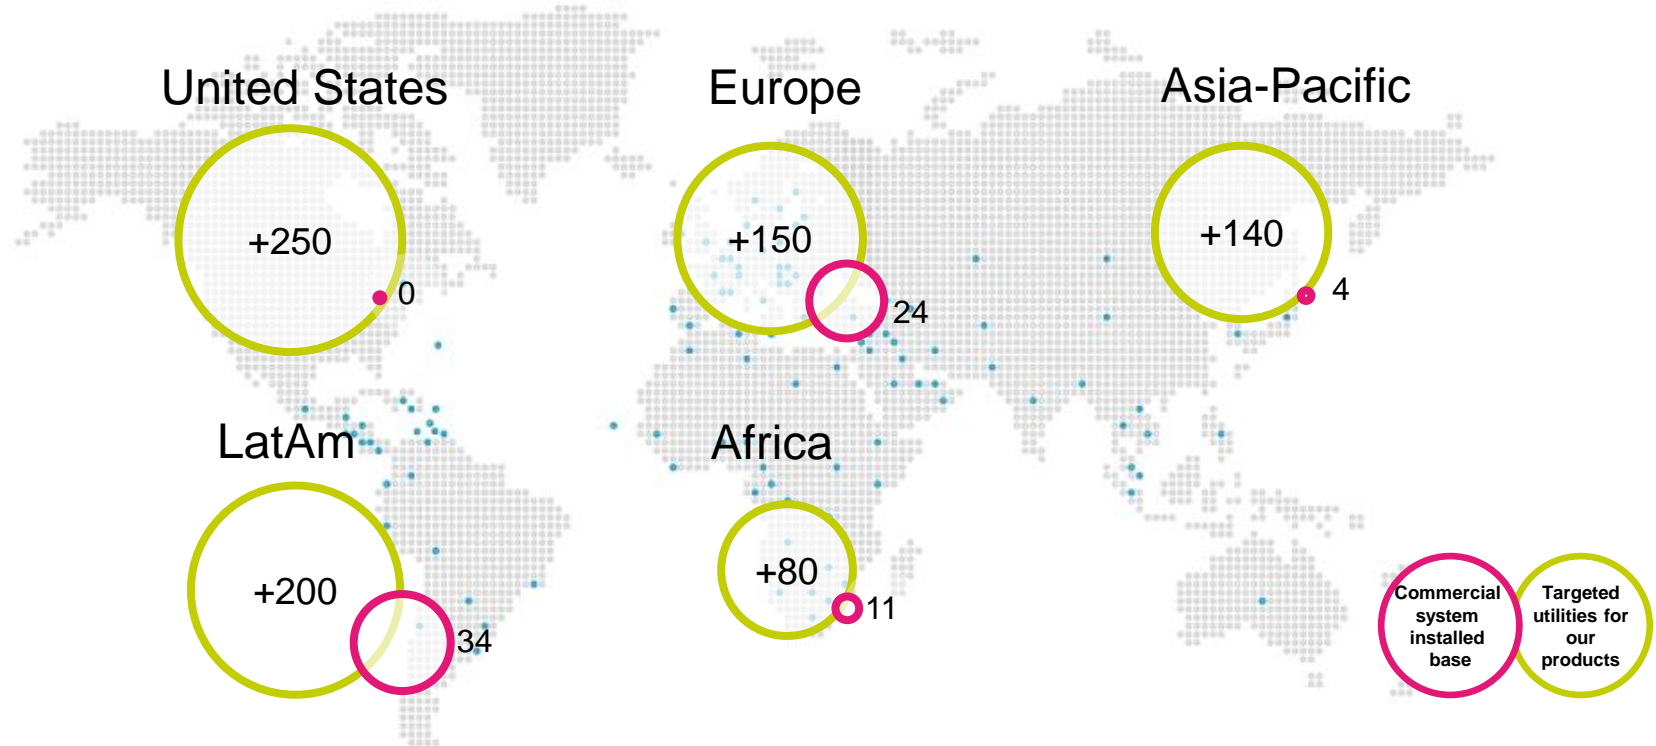 United States
Europe
Asia-Pacific
+250
0
+150
24
+140
4
LatAm
Africa
+200
34
+80
11
Commercial
system
installed
base
Targeted
utilities for
our
products